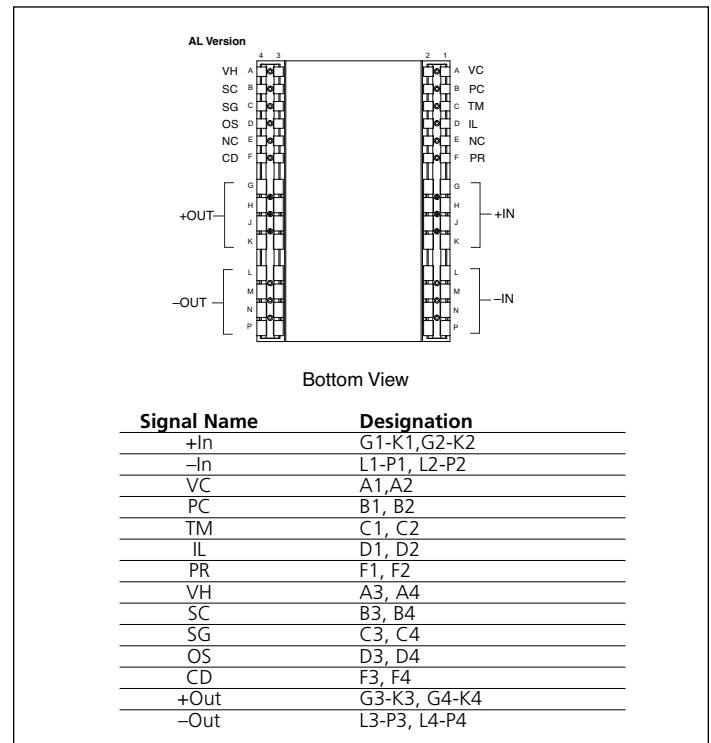 AL Version
4 3 2 1
VH A A VC
SC B B PC
SG C C TM
OS D D IL
NC E E NC
CD F F PR
G G
H H
+OUT +IN
J J
K K
L L
M M
–OUT –IN
N N
P P
Bottom View
Signal Name Designation
+In G1-K1,G2-K2
–In L1-P1, L2-P2
VC A1,A2
PC B1, B2
TM C1, C2
IL D1, D2
PR F1, F2
VH A3, A4
SC B3, B4
SG C3, C4
OS D3, D4
CD F3, F4
+Out G3-K3, G4-K4
–Out L3-P3, L4-P4